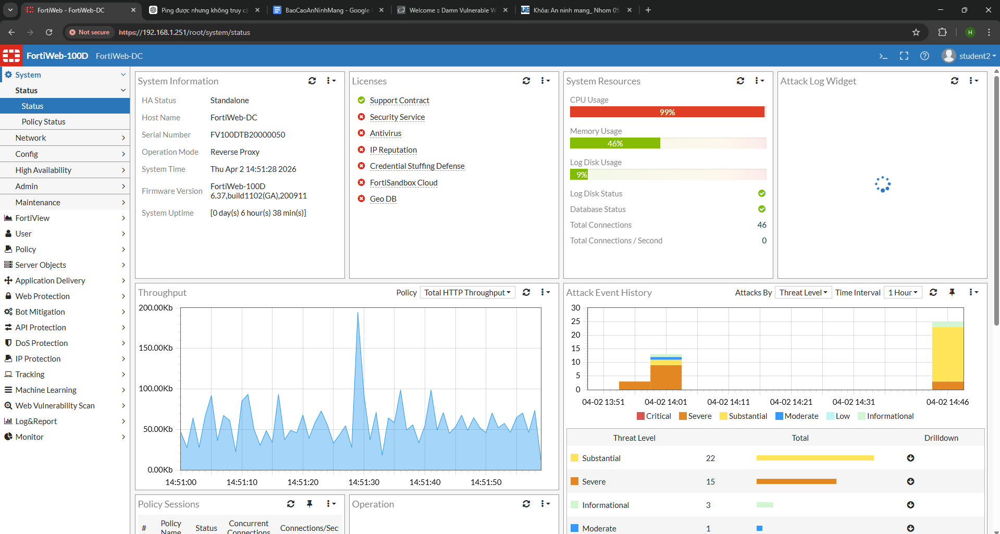 FortiWeb - FortiWeb-DC
Ping được nhưng không truy cậ
BaoCaoAnNinhMang - Google
Welcome :: Damn Vulnerable W
Khóa: An ninh mang_ Nhom 05
Not secure
https://192.168.1.251/root/system/status
H
FortiWeb-100D FortiWeb-DC
student2
System
Status
Status
Policy Status
Network
Config
High Availability
Admin
Maintenance
FortiView
User
Policy
Server Objects
Application Delivery
Web Protection
Bot Mitigation
API Protection
DoS Protection
IP Protection
Tracking
Machine Learning
Web Vulnerability Scan
Log&Report
Monitor
System Information
HA Status Standalone
Host Name FortiWeb-DC
Serial Number FV100DTB20000050
Operation Mode Reverse Proxy
System Time Thu Apr 2 14:51:28 2026
Firmware Version FortiWeb-100D
6.37,build1102(GA),200911
System Uptime [0 day(s) 6 hour(s) 38 min(s)]
Licenses
Support Contract
Security Service
Antivirus
IP Reputation
Credential Stuffing Defense
FortiSandbox Cloud
Geo DB
System Resources
CPU Usage
99%
Memory Usage
46%
Log Disk Usage
9%
Log Disk Status
Database Status
Total Connections 46
Total Connections / Second 0
Attack Log Widget
Throughput Policy Total HTTP Throughput
200.00Kb
150.00Kb
100.00Kb
50.00Kb
0.00Kb
14:51:00 14:51:10 14:51:20 14:51:30 14:51:40 14:51:50
Attack Event History Attacks By Threat Level Time Interval 1 Hour
30
25
20
15
10
5
0
04-02 13:51 04-02 14:01 04-02 14:11 04-02 14:21 04-02 14:31 04-02 14:46
Critical Severe Substantial Moderate Low Informational
Threat Level Total Drilldown
Substantial 22
Severe 15
Informational 3
Moderate 1
Policy Sessions
# Policy Name Status Concurrent Connections Connections/Sec
Operation